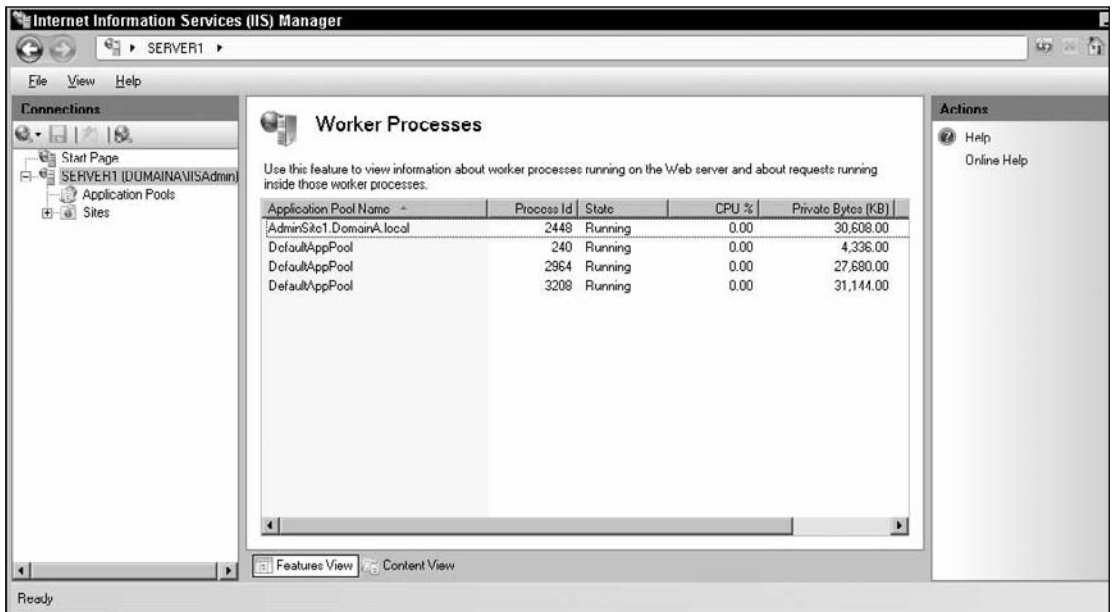 Internet Information Services (IIS) Manager
SERVER1
File View Help
Connections
Start Page
SERVER1 (DOMAINA\IISAdmin)
Application Pools
Sites
Worker Processes
Use this feature to view information about worker processes running on the Web server and about requests running
inside those worker processes.
Application Pool Name Process Id State CPU % Private Bytes (KB)
AdminSite1.DomainA.local 2448 Running 0.00 30,608.00
DefaultAppPool 240 Running 0.00 4,336.00
DefaultAppPool 2964 Running 0.00 27,680.00
DefaultAppPool 3208 Running 0.00 31,144.00
Features View Content View
Actions
Help
Online Help
Ready